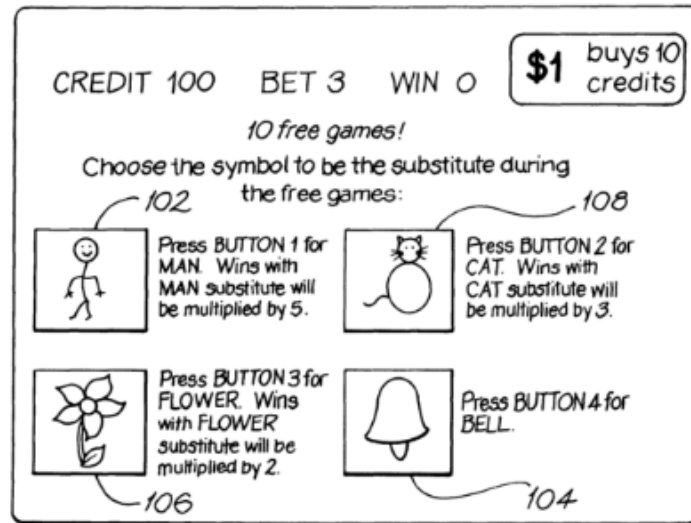 CREDIT 100 BET 3 WIN 0
$1 buys 10
credits
10 free games!
Choose the symbol to be the substitute during
the free games:
102
108
Press BUTTON 1 for
MAN. Wins with
MAN substitute will
be multiplied by 5.
Press BUTTON 2 for
CAT. Wins with
CAT substitute will
be multiplied by 3.
Press BUTTON 3 for
FLOWER. Wins
with FLOWER
substitute will be
multiplied by 2.
Press BUTTON 4 for
BELL.
106
104